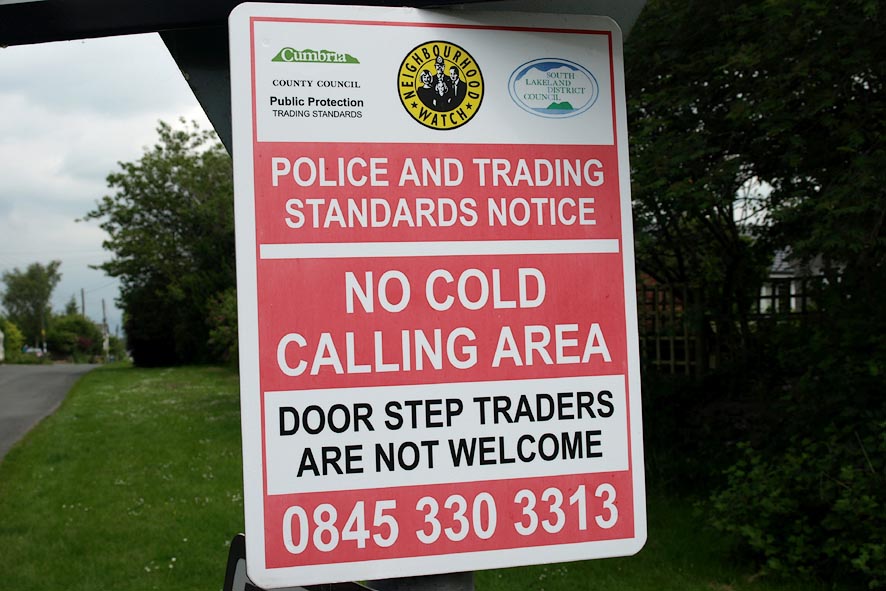 Cumbria
COUNTY COUNCIL
Public Protection
TRADING STANDARDS
NEIGHBOURHOOD
WATCH
SOUTH
LAKELAND
DISTRICT
COUNCIL
POLICE AND TRADING
STANDARDS NOTICE
NO COLD
CALLING AREA
DOOR STEP TRADERS
ARE NOT WELCOME
0845 330 3313